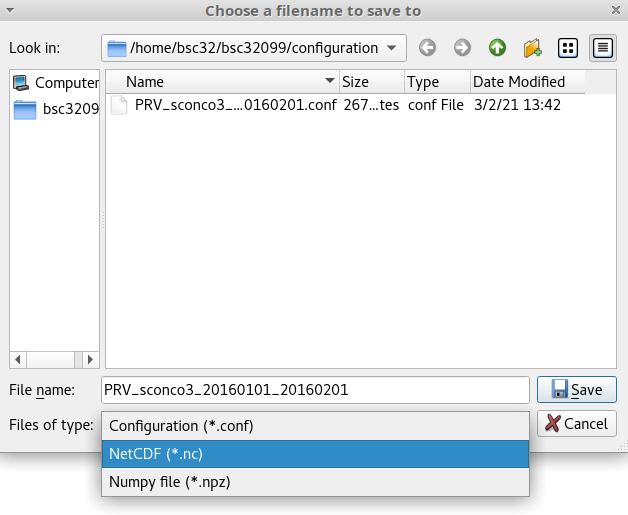 Choose a filename to save to
Look in: /home/bsc32/bsc32099/configuration
Computer
bsc3209
Name Size Type Date Modified
PRV_sconco3_...0160201.conf 267...tes conf File 3/2/21 13:42
File name: PRV_sconco3_20160101_20160201 Save
Files of type: Cancel
Configuration (*.conf)
NetCDF (*.nc)
Numpy file (*.npz)